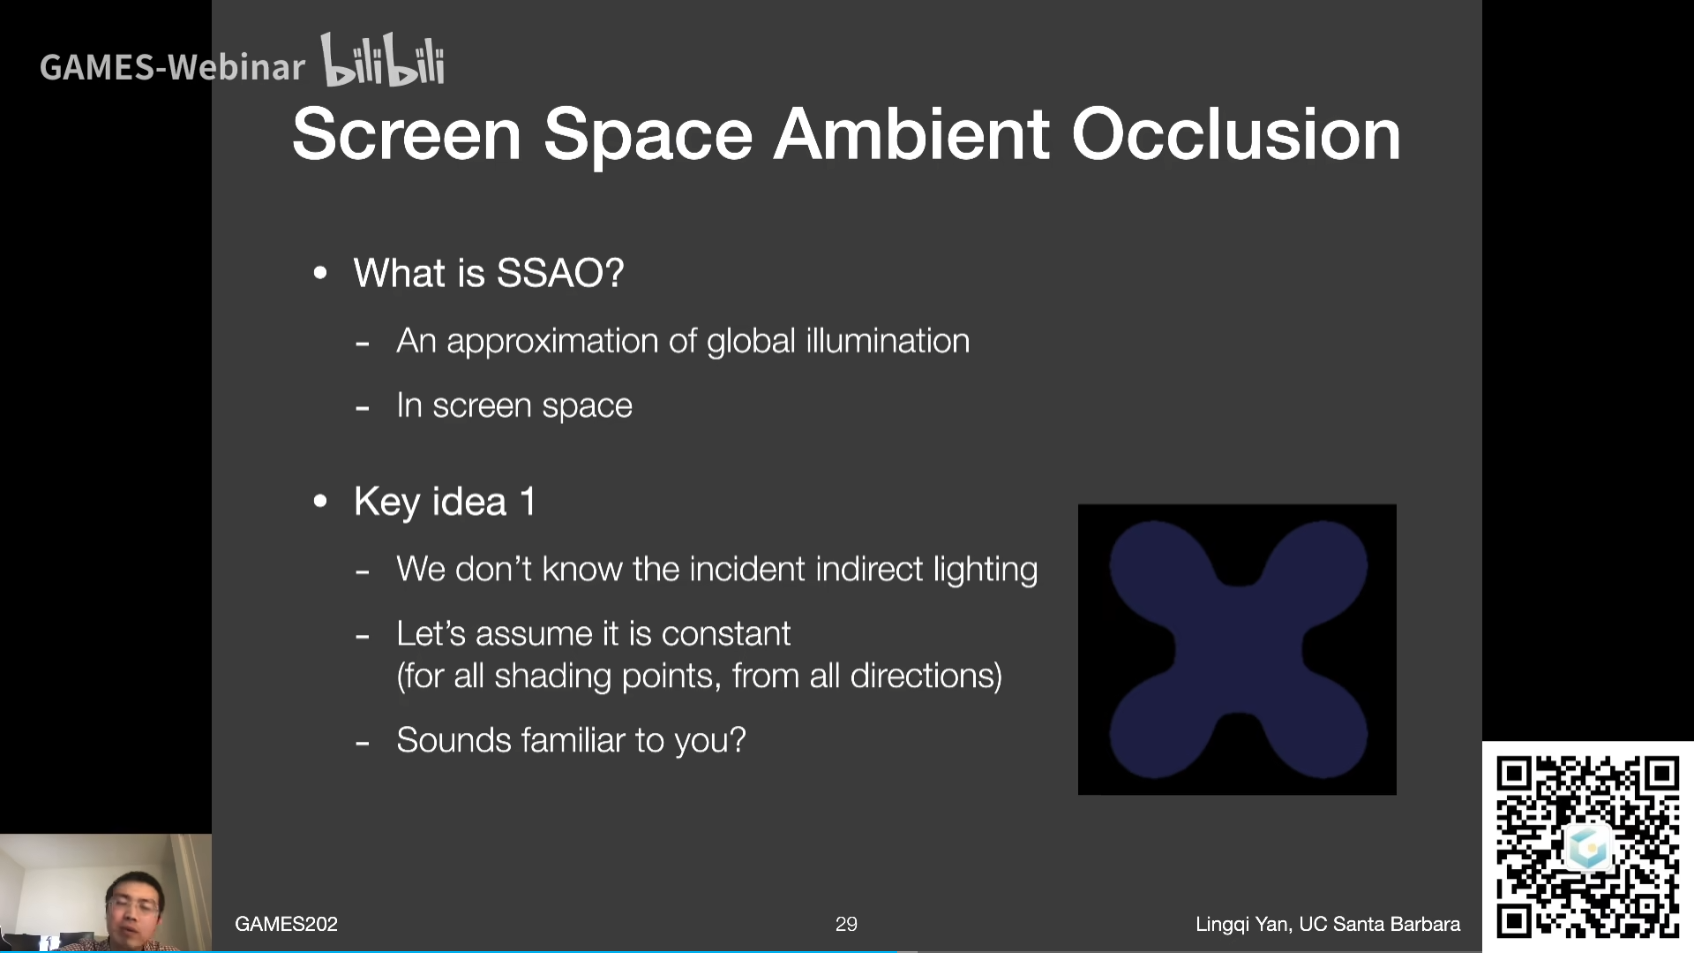 GAMES-Webinar bilibili
Screen Space Ambient Occlusion
• What is SSAO?
- An approximation of global illumination
- In screen space
• Key idea 1
- We don’t know the incident indirect lighting
- Let’s assume it is constant
(for all shading points, from all directions)
- Sounds familiar to you?
GAMES202
29
Lingqi Yan, UC Santa Barbara